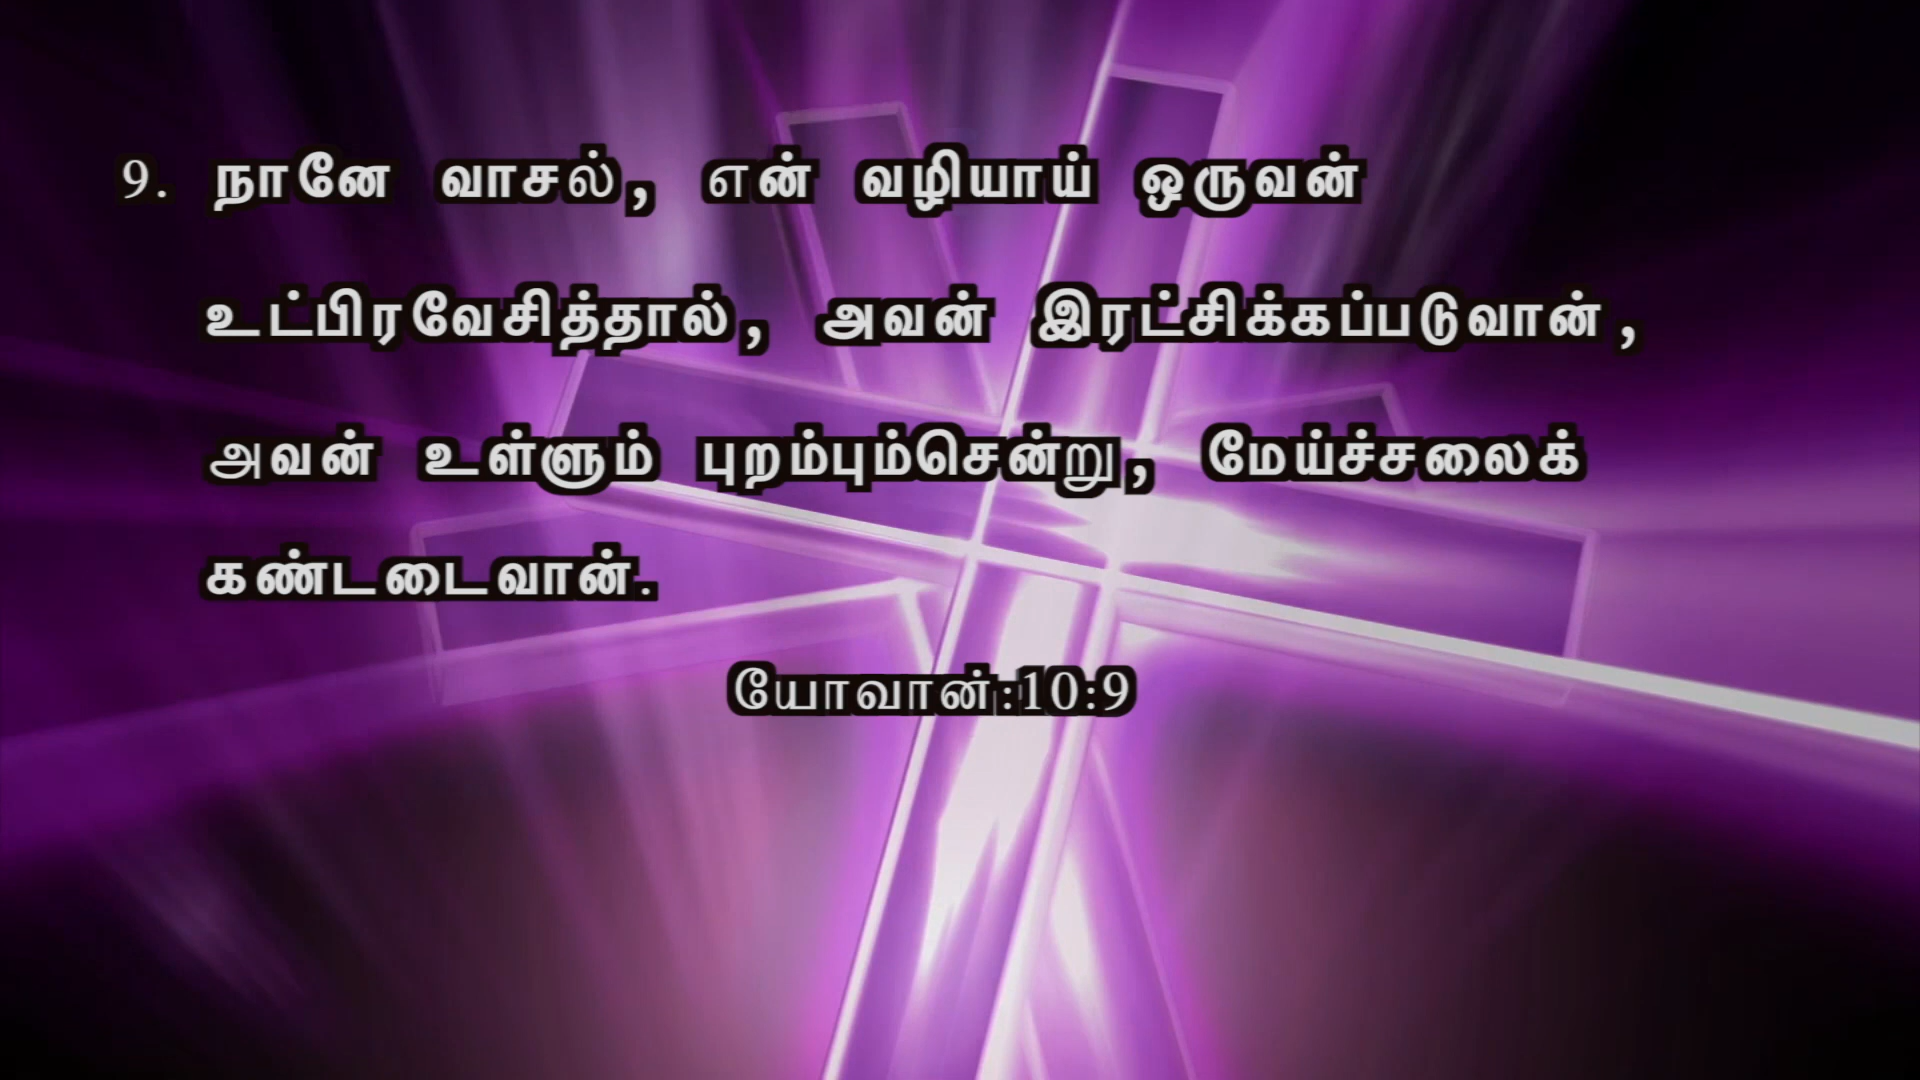 9. நானே வாசல், என் வழியாய் ஒருவன்
உட்பிரவேசித்தால், அவன் இரட்சிக்கப்படுவான்,
அவன் உள்ளும் புறம்பும்சென்று, மேய்ச்சலைக்
கண்டடைவான்.
யோவான்:10:9